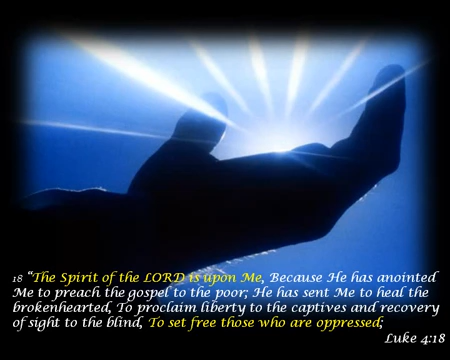 18 “The Spirit of the LORD is upon Me, Because He has anointed
Me to preach the gospel to the poor; He has sent Me to heal the
brokenhearted, To proclaim liberty to the captives and recovery
of sight to the blind, To set free those who are oppressed;
Luke 4:18